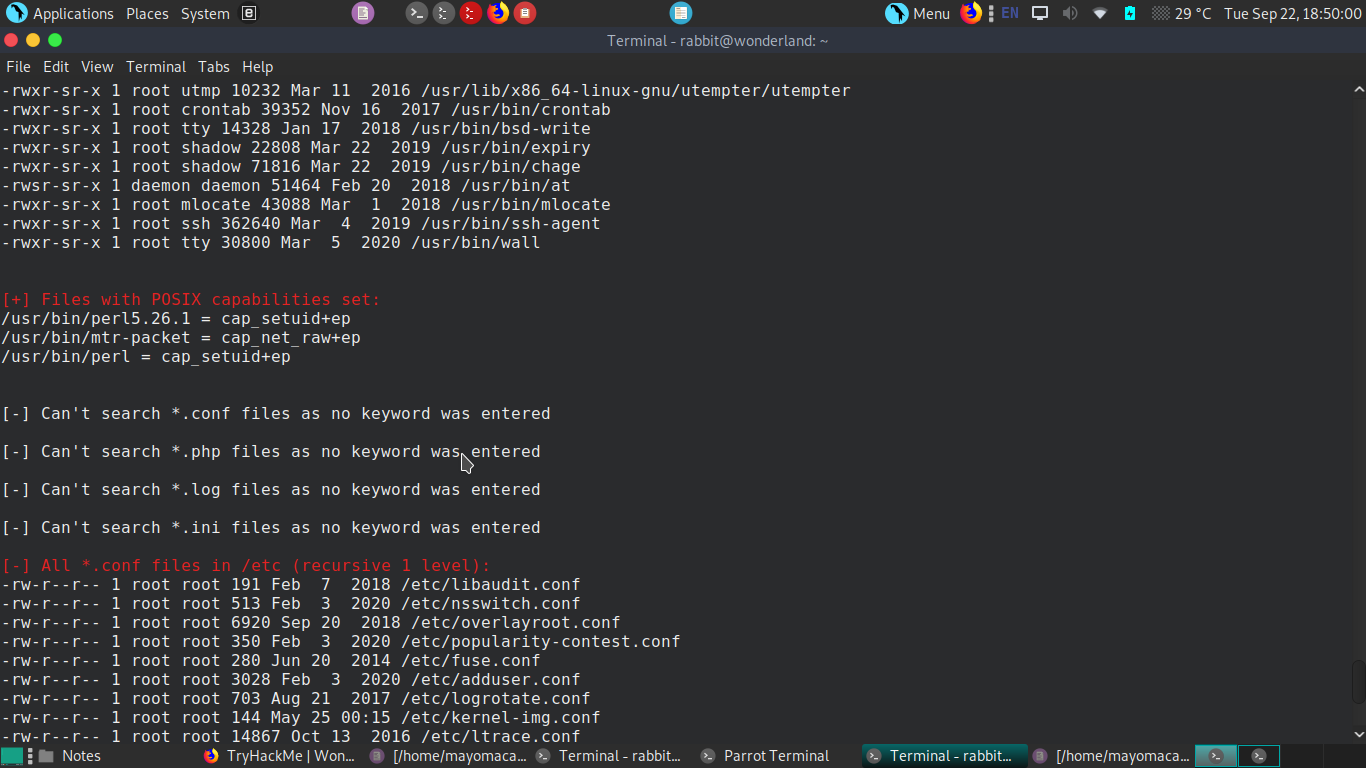 Applications Places System
Menu EN 29 °C Tue Sep 22, 18:50:00
Terminal - rabbit@wonderland: ~
File Edit View Terminal Tabs Help
-rwxr-sr-x 1 root utmp 10232 Mar 11  2016 /usr/lib/x86_64-linux-gnu/utempter/utempter
-rwxr-sr-x 1 root crontab 39352 Nov 16  2017 /usr/bin/crontab
-rwxr-sr-x 1 root tty 14328 Jan 17  2018 /usr/bin/bsd-write
-rwxr-sr-x 1 root shadow 22808 Mar 22  2019 /usr/bin/expiry
-rwxr-sr-x 1 root shadow 71816 Mar 22  2019 /usr/bin/chage
-rwsr-sr-x 1 daemon daemon 51464 Feb 20  2018 /usr/bin/at
-rwxr-sr-x 1 root mlocate 43088 Mar  1  2018 /usr/bin/mlocate
-rwxr-sr-x 1 root ssh 362640 Mar  4  2019 /usr/bin/ssh-agent
-rwxr-sr-x 1 root tty 30800 Mar  5  2020 /usr/bin/wall
[+] Files with POSIX capabilities set:
/usr/bin/perl5.26.1 = cap_setuid+ep
/usr/bin/mtr-packet = cap_net_raw+ep
/usr/bin/perl = cap_setuid+ep
[-] Can't search *.conf files as no keyword was entered
[-] Can't search *.php files as no keyword was entered
[-] Can't search *.log files as no keyword was entered
[-] Can't search *.ini files as no keyword was entered
[-] All *.conf files in /etc (recursive 1 level):
-rw-r--r-- 1 root root 191 Feb  7  2018 /etc/libaudit.conf
-rw-r--r-- 1 root root 513 Feb  3  2020 /etc/nsswitch.conf
-rw-r--r-- 1 root root 6920 Sep 20  2018 /etc/overlayroot.conf
-rw-r--r-- 1 root root 350 Feb  3  2020 /etc/popularity-contest.conf
-rw-r--r-- 1 root root 280 Jun 20  2014 /etc/fuse.conf
-rw-r--r-- 1 root root 3028 Feb  3  2020 /etc/adduser.conf
-rw-r--r-- 1 root root 703 Aug 21  2017 /etc/logrotate.conf
-rw-r--r-- 1 root root 144 May 25 00:15 /etc/kernel-img.conf
-rw-r--r-- 1 root root 14867 Oct 13  2016 /etc/ltrace.conf
Notes TryHackMe | Won... [/home/mayomaca... Terminal - rabbit... Parrot Terminal Terminal - rabbit... [/home/mayomaca...